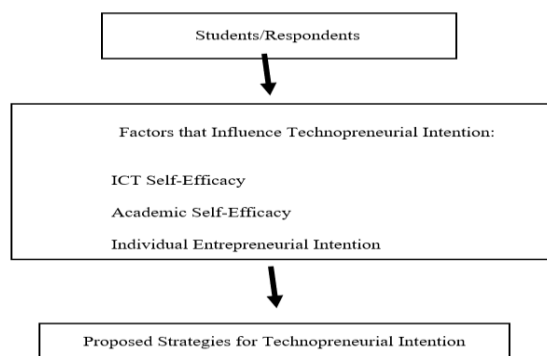 Students/Respondents
Factors that Influence Technopreneurial Intention:
ICT Self-Efficacy
Academic Self-Efficacy
Individual Entrepreneurial Intention
Proposed Strategies for Technopreneurial Intention